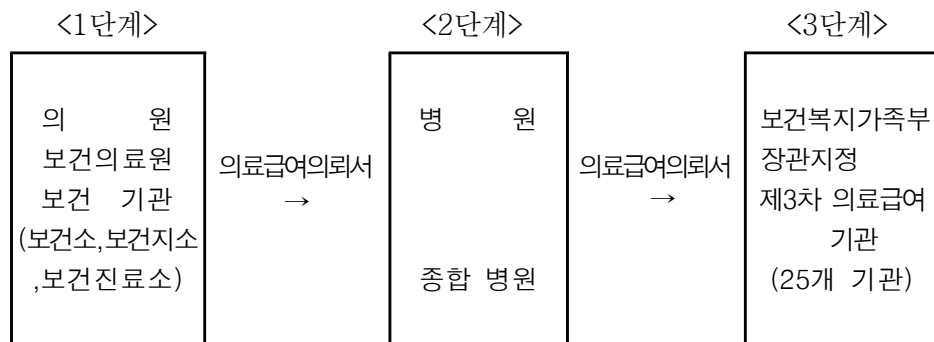 <1단계>
<2단계>
<3단계>
의 원
보건의료원
보건 기관
(보건소,보건지소
,보건진료소)
의료급여의뢰서
→
병 원
종합 병원
의료급여의뢰서
→
보건복지가족부
장관지정
제3차 의료급여
기관
(25개 기관)